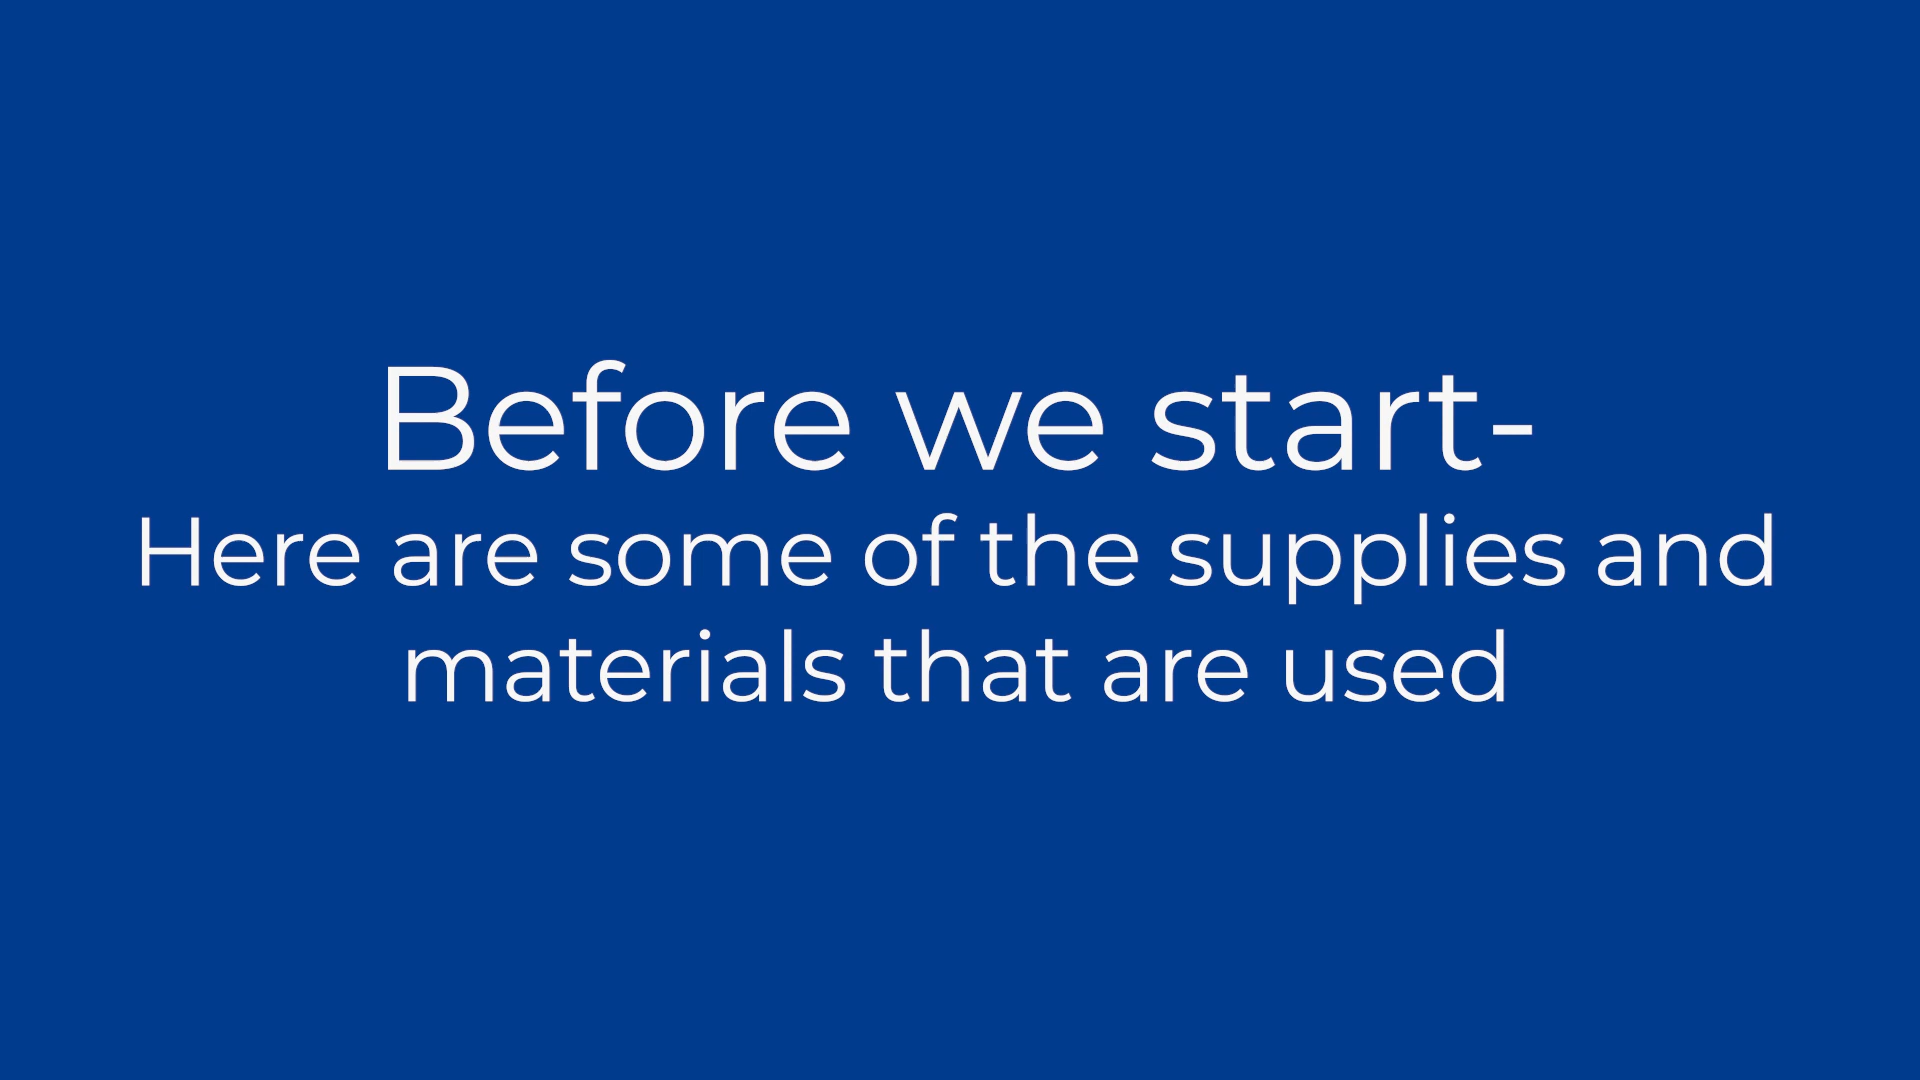 Before we start-
Here are some of the supplies and
materials that are used